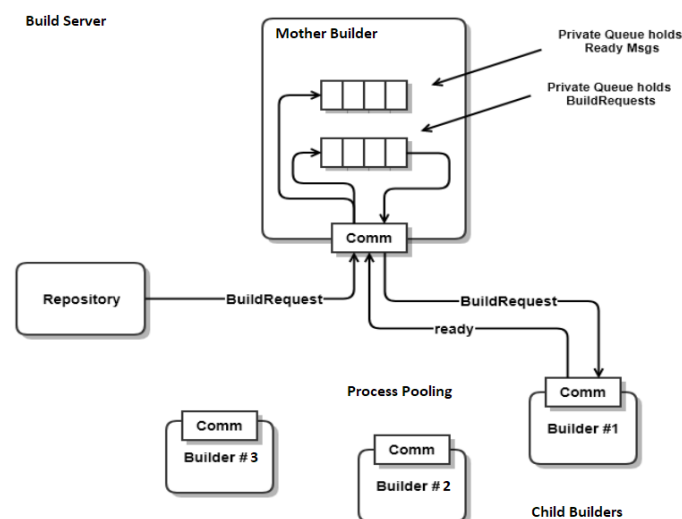 Build Server
Mother Builder
Private Queue holds
Ready Msgs
Private Queue holds
BuildRequests
Comm
Repository
BuildRequest
BuildRequest
ready
Process Pooling
Comm
Builder #1
Comm
Builder # 3
Comm
Builder # 2
Child Builders